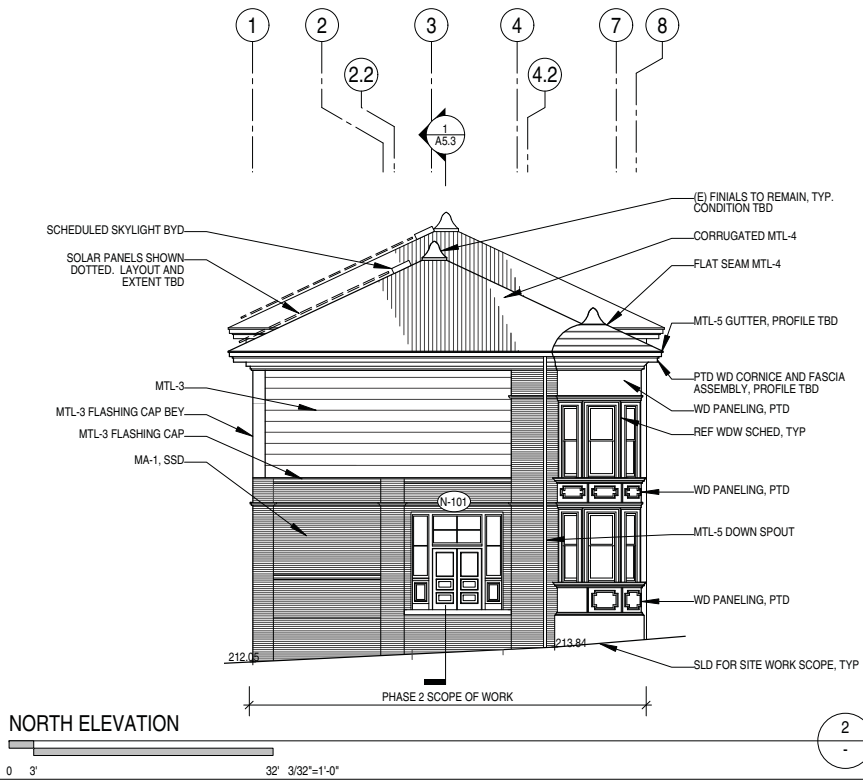 1
2
3
4
7
8
2.2
4.2
1
A5.3
SCHEDULED SKYLIGHT BYD
SOLAR PANELS SHOWN
DOTTED. LAYOUT AND
EXTENT TBD
MTL-3
MTL-3 FLASHING CAP BEY
MTL-3 FLASHING CAP
MA-1, SSD
(E) FINIALS TO REMAIN, TYP.
CONDITION TBD
CORRUGATED MTL-4
FLAT SEAM MTL-4
MTL-5 GUTTER, PROFILE TBD
PTD WD CORNICE AND FASCIA
ASSEMBLY, PROFILE TBD
WD PANELING, PTD
REF WDW SCHED, TYP
WD PANELING, PTD
MTL-5 DOWN SPOUT
WD PANELING, PTD
SLD FOR SITE WORK SCOPE, TYP
N-101
212.05
213.84
PHASE 2 SCOPE OF WORK
NORTH ELEVATION
2
-
0 3' 32' 3/32"=1'-0"